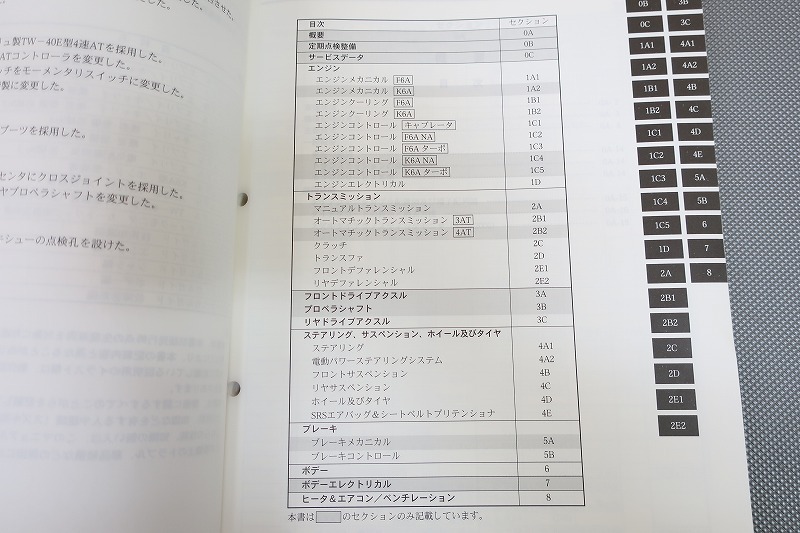 ュ製TW-40E型4速ATを採用した。
ATコントローラを変更した。
ッチをモーメンタリスイッチに変更した。
ブーツを採用した。
センタにクロスジョイントを採用した。
ヤプロペラシャフトを変更した。
キシューの点検孔を設けた。
目次 セクション
概要 0A
定期点検整備 0B
サービスデータ 0C
エンジン
エンジンメカニカル F6A 1A1
エンジンメカニカル K6A 1A2
エンジンクーリング F6A 1B1
エンジンクーリング K6A 1B2
エンジンコントロール キャブレータ 1C1
エンジンコントロール F6A NA 1C2
エンジンコントロール F6A ターボ 1C3
エンジンコントロール K6A NA 1C4
エンジンコントロール K6A ターボ 1C5
エンジンエレクトリカル 1D
トランスミッション
マニュアルトランスミッション 2A
オートマチックトランスミッション 3AT 2B1
オートマチックトランスミッション 4AT 2B2
クラッチ 2C
トランスファ 2D
フロントデファレンシャル 2E1
リヤデファレンシャル 2E2
フロントドライブアクスル 3A
プロペラシャフト 3B
リヤドライブアクスル 3C
ステアリング、サスペンション、ホイール及びタイヤ
ステアリング 4A1
電動パワーステアリングシステム 4A2
フロントサスペンション 4B
リヤサスペンション 4C
ホイール及びタイヤ 4D
SRSエアバッグ&シートベルトプリテンショナ 4E
ブレーキ
ブレーキメカニカル 5A
ブレーキコントロール 5B
ボデー 6
ボデーエレクトリカル 7
ヒータ&エアコン/ベンチレーション 8
本書は のセクションのみ記載しています。
0B 3B
0C 3C
1A1 4A1
1A2 4A2
1B1 4B
1B2 4C
1C1 4D
1C2 4E
1C3 5A
1C4 5B
1C5 6
1D 7
2A 8
2B1
2B2
2C
2D
2E1
2E2